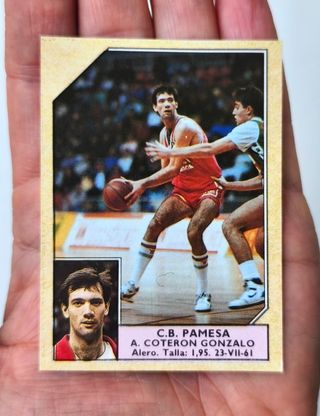 C.B. PAMESA
A. COTERON GONZALO
Alero. Talla: 1,95. 23-VII-61